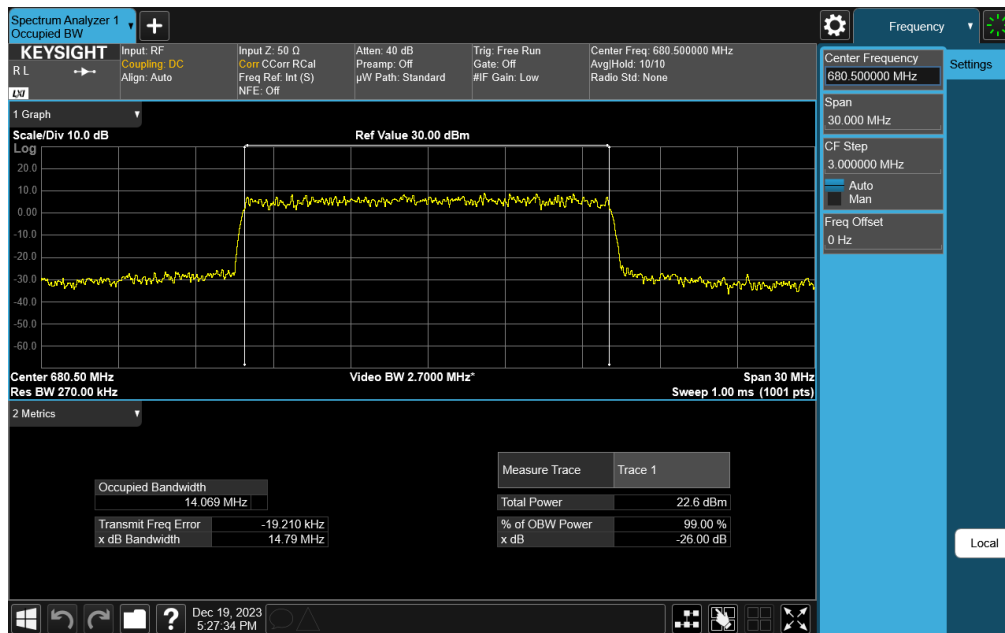 Spectrum Analyzer 1
Occupied BW
Frequency
KEYSIGHT
R L
LXI
Input: RF
Coupling: DC
Align: Auto
Input Z: 50 Ω
Corr CCorr RCal
Freq Ref: Int (S)
NFE: Off
Atten: 40 dB
Preamp: Off
µW Path: Standard
Trig: Free Run
Gate: Off
#IF Gain: Low
Center Freq: 680.500000 MHz
Avg|Hold: 10/10
Radio Std: None
Center Frequency
680.500000 MHz
Settings
Span
30.000 MHz
CF Step
3.000000 MHz
Auto
Man
Freq Offset
0 Hz
Local
1 Graph
Scale/Div 10.0 dB
Ref Value 30.00 dBm
Log
20.0
10.0
0.00
-10.0
-20.0
-30.0
-40.0
-50.0
-60.0
Center 680.50 MHz
Video BW 2.7000 MHz*
Span 30 MHz
Res BW 270.00 kHz
Sweep 1.00 ms (1001 pts)
2 Metrics
Occupied Bandwidth
14.069 MHz
Transmit Freq Error -19.210 kHz
x dB Bandwidth 14.79 MHz
Measure Trace Trace 1
Total Power 22.6 dBm
% of OBW Power 99.00 %
x dB -26.00 dB
Dec 19, 2023
5:27:34 PM